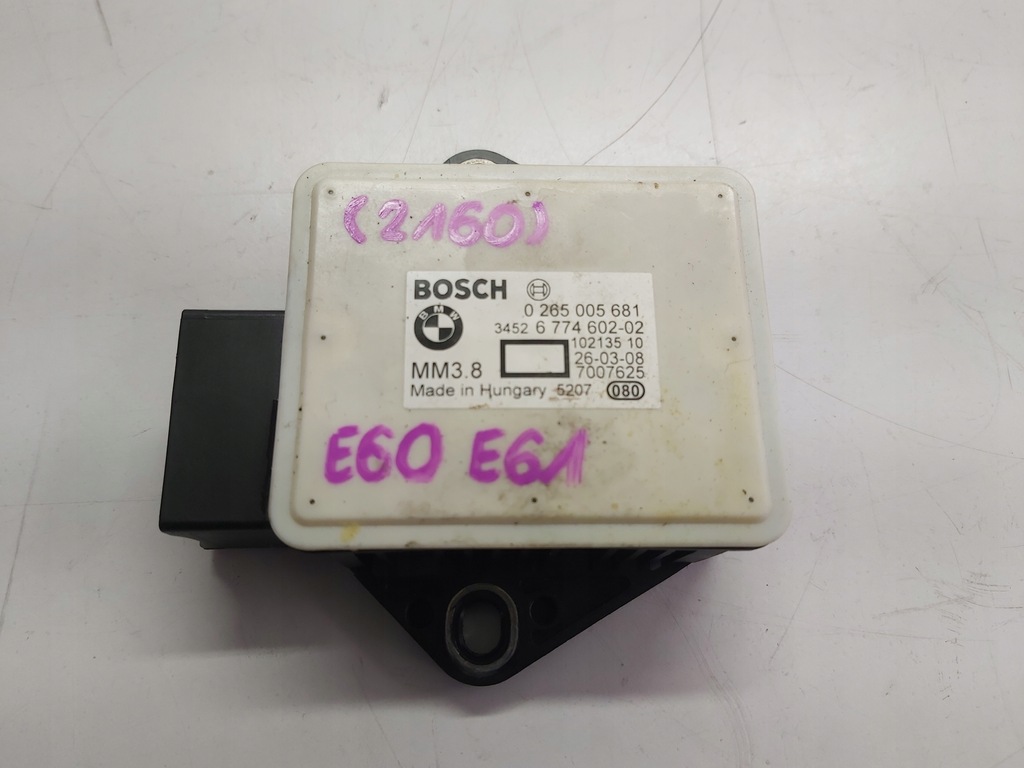 (2160)
BOSCH
0 265 005 681
BMW
3452 6 774 602-02
102135 10
26-03-08
MM3.8 7007625
Made in Hungary 5207 080
E60 E61